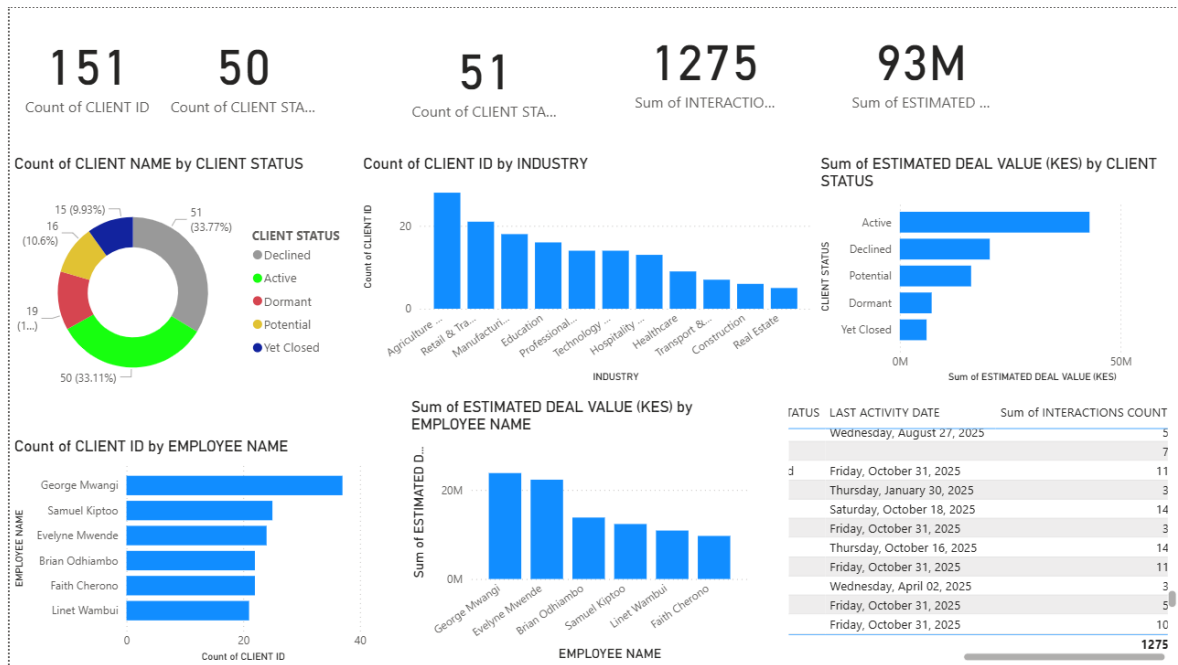 151
Count of CLIENT ID
50
Count of CLIENT STA...
51
Count of CLIENT STA...
1275
Sum of INTERACTIO...
93M
Sum of ESTIMATED ...
Count of CLIENT NAME by CLIENT STATUS
15 (9.93%)
16
(10.6%)
19
(1...)
50 (33.11%)
51
(33.77%)
CLIENT STATUS
Declined
Active
Dormant
Potential
Yet Closed
Count of CLIENT ID by INDUSTRY
Count of CLIENT ID
20
0
Agriculture ...
Retail & Tra...
Manufacturi...
Education
Professional...
Technology ...
Hospitality ...
Healthcare
Transport &...
Construction
Real Estate
INDUSTRY
Sum of ESTIMATED DEAL VALUE (KES) by CLIENT
STATUS
CLIENT STATUS
Active
Declined
Potential
Dormant
Yet Closed
0M
50M
Sum of ESTIMATED DEAL VALUE (KES)
Count of CLIENT ID by EMPLOYEE NAME
EMPLOYEE NAME
George Mwangi
Samuel Kiptoo
Evelyne Mwende
Brian Odhiambo
Faith Cherono
Linet Wambui
0
20
40
Count of CLIENT ID
Sum of ESTIMATED DEAL VALUE (KES) by
EMPLOYEE NAME
Sum of ESTIMATED D...
20M
0M
George Mwangi
Evelyne Mwende
Brian Odhiambo
Samuel Kiptoo
Linet Wambui
Faith Cherono
EMPLOYEE NAME
TATUS LAST ACTIVITY DATE Sum of INTERACTIONS COUNT
Wednesday, August 27, 2025 5
7
d Friday, October 31, 2025 11
Thursday, January 30, 2025 3
Saturday, October 18, 2025 14
Friday, October 31, 2025 3
Thursday, October 16, 2025 14
Friday, October 31, 2025 11
Wednesday, April 02, 2025 3
Friday, October 31, 2025 5
Friday, October 31, 2025 10
1275